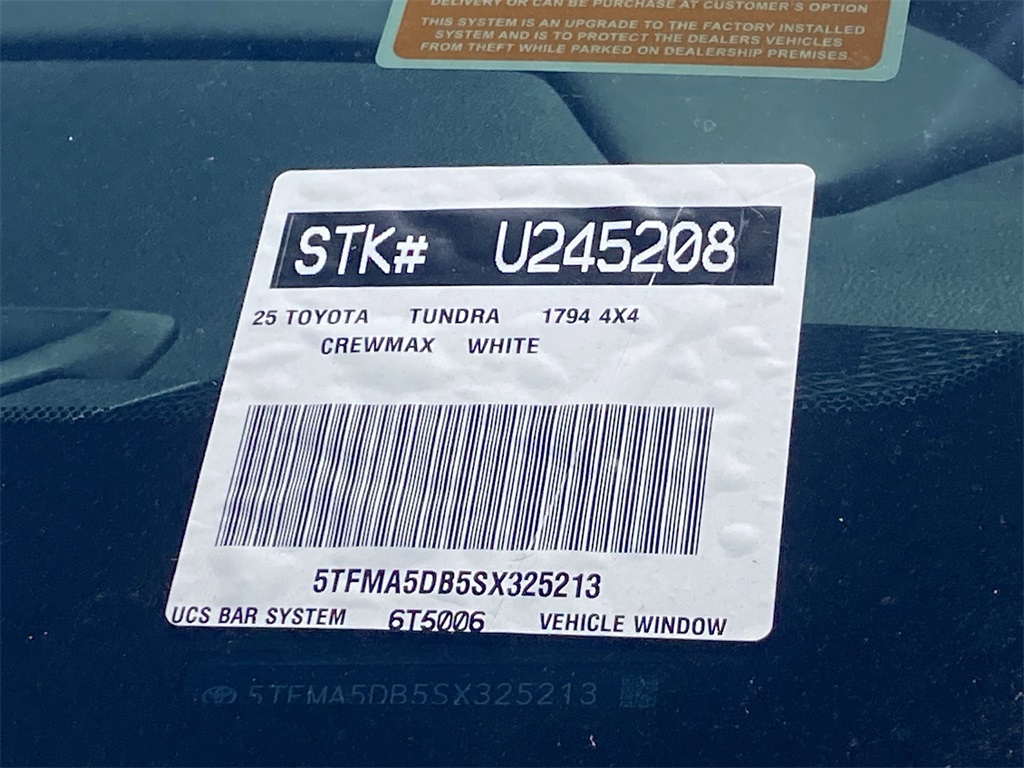 DELIVERY OR CAN BE PURCHASE AT CUSTOMER'S OPTION
THIS SYSTEM IS AN UPGRADE TO THE FACTORY INSTALLED
SYSTEM AND IS TO PROTECT THE DEALERS VEHICLES
FROM THEFT WHILE PARKED ON DEALERSHIP PREMISES.
STK# U245208
25 TOYOTA TUNDRA 1794 4X4
CREWMAX WHITE
5TFMA5DB5SX325213
UCS BAR SYSTEM 6T5006 VEHICLE WINDOW
5TFMA5DB5SX325213